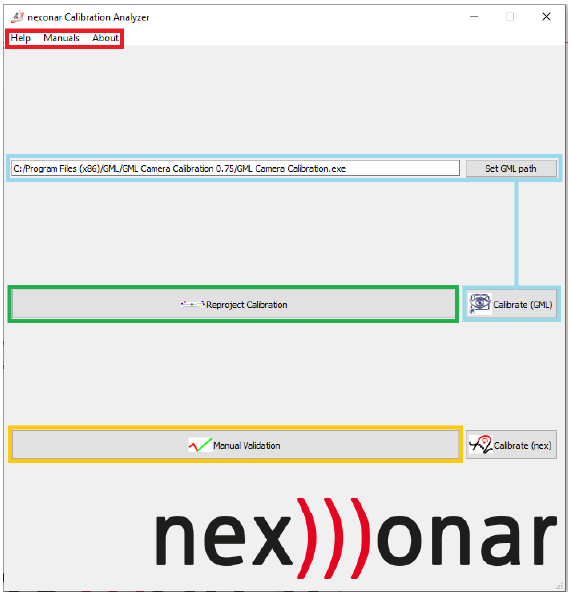 nexonar Calibration Analyzer
Help Manuals About
C:/Program Files (x86)/GML/GML Camera Calibration 0.75/GML Camera Calibration.exe Set GML path
Reproject Calibration Calibrate (GML)
Manual Validation Calibrate (nex)
nex)))onar